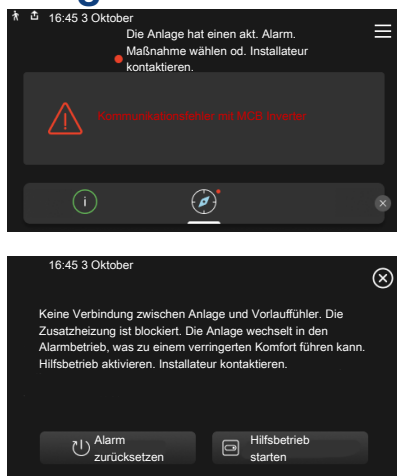 16:45 3 Oktober
Die Anlage hat einen akt. Alarm.
Maßnahme wählen od. Installateur
kontaktieren.
Kommunikationsfehler mit MCB Inverter
i
16:45 3 Oktober
Keine Verbindung zwischen Anlage und Vorlauffühler. Die
Zusatzheizung ist blockiert. Die Anlage wechselt in den
Alarmbetrieb, was zu einem verringerten Komfort führen kann.
Hilfsbetrieb aktivieren. Installateur kontaktieren.
Alarm
zurücksetzen
Hilfsbetrieb
starten